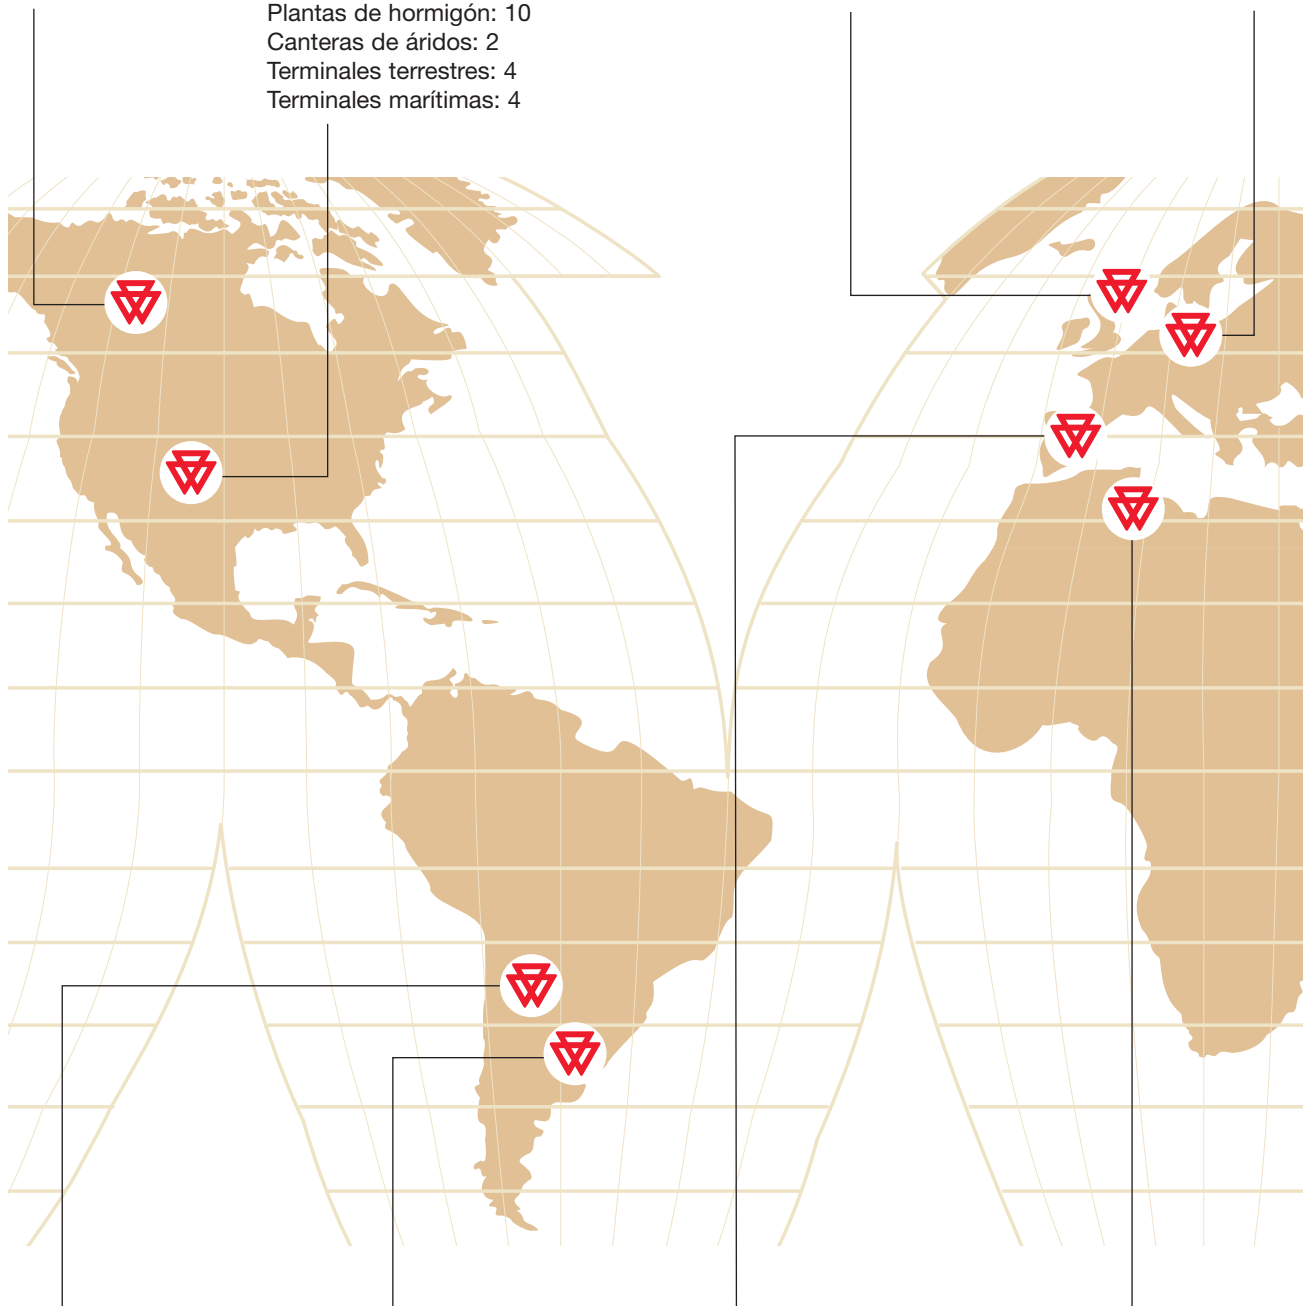 Plantas de hormigón: 10
Canteras de áridos: 2
Terminales terrestres: 4
Terminales marítimas: 4